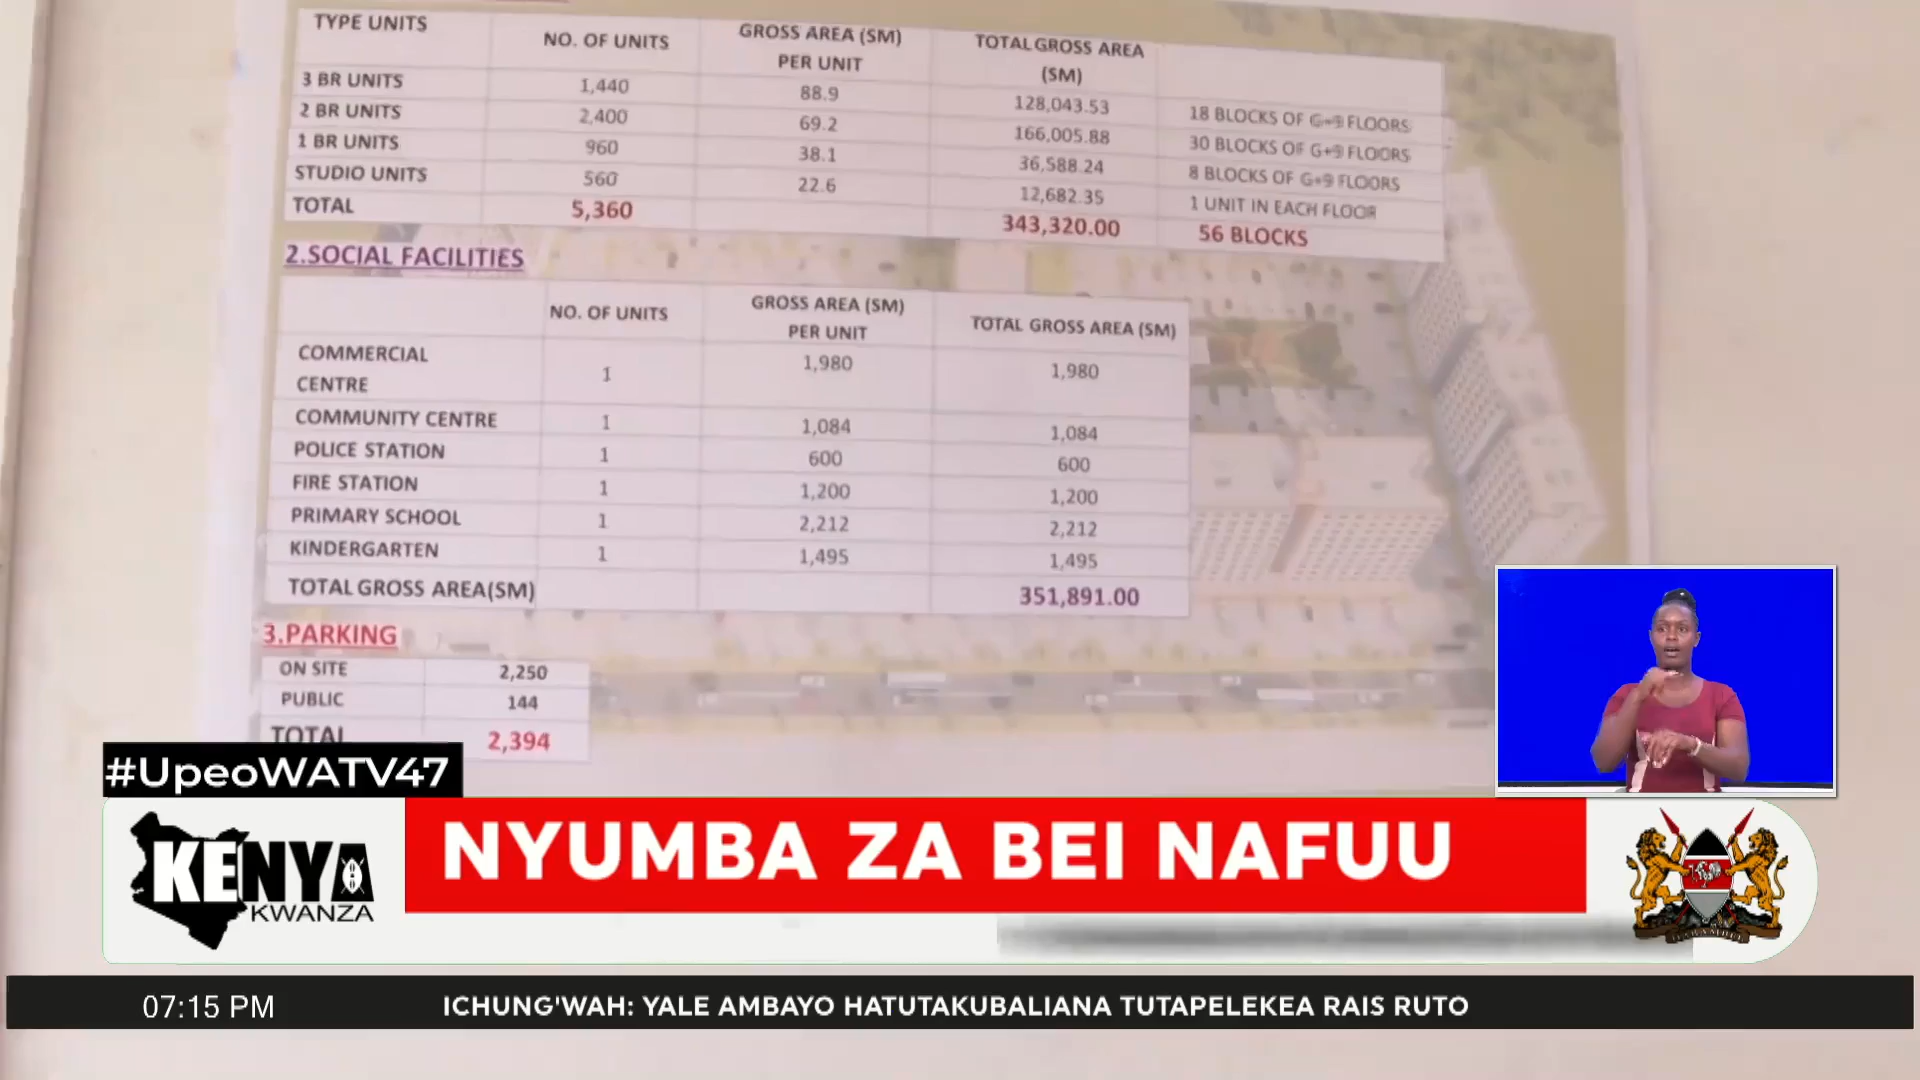 TYPE UNITS NO. OF UNITS GROSS AREA (SM) PER UNIT TOTAL GROSS AREA (SM)
3 BR UNITS 1,440 88.9 128,043.53 18 BLOCKS OF G+9 FLOORS
2 BR UNITS 2,400 69.2 166,005.88 30 BLOCKS OF G+9 FLOORS
1 BR UNITS 960 38.1 36,588.24 8 BLOCKS OF G+9 FLOORS
STUDIO UNITS 560 22.6 12,682.35 1 UNIT IN EACH FLOOR
TOTAL 5,360 343,320.00 56 BLOCKS
2.SOCIAL FACILITIES
NO. OF UNITS GROSS AREA (SM) PER UNIT TOTAL GROSS AREA (SM)
COMMERCIAL CENTRE 1 1,980 1,980
COMMUNITY CENTRE 1 1,084 1,084
POLICE STATION 1 600 600
FIRE STATION 1 1,200 1,200
PRIMARY SCHOOL 1 2,212 2,212
KINDERGARTEN 1 1,495 1,495
TOTAL GROSS AREA(SM) 351,891.00
3.PARKING
ON SITE 2,250
PUBLIC 144
TOTAL 2,394
#UpeoWATV47
KENYA
KWANZA
NYUMBA ZA BEI NAFUU
07:15 PM ICHUNG'WAH: YALE AMBAYO HATUTAKUBALIANA TUTAPELEKEA RAIS RUTO